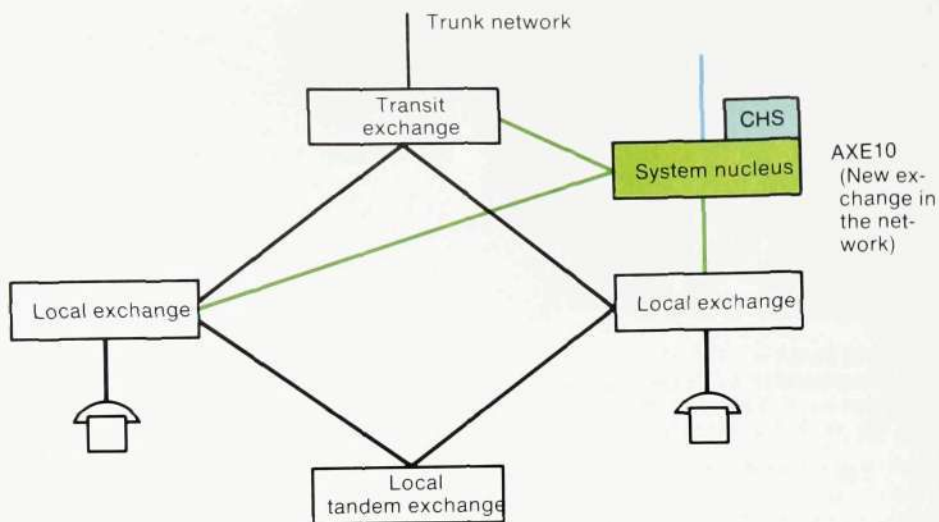 Trunk network
Transit
exchange
CHS
System nucleus
AXE10
(New ex-
change in
the net-
work)
Local exchange
Local exchange
Local
tandem exchange